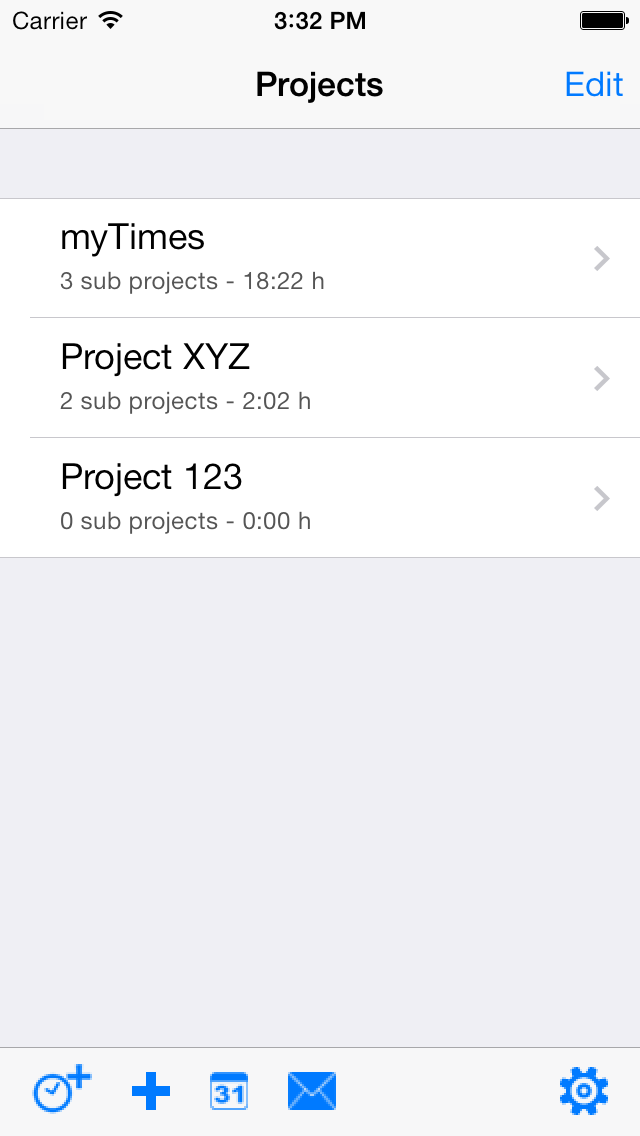 Carrier 3:32 PM
Projects Edit
myTimes
3 sub projects - 18:22 h
Project XYZ
2 sub projects - 2:02 h
Project 123
0 sub projects - 0:00 h
31